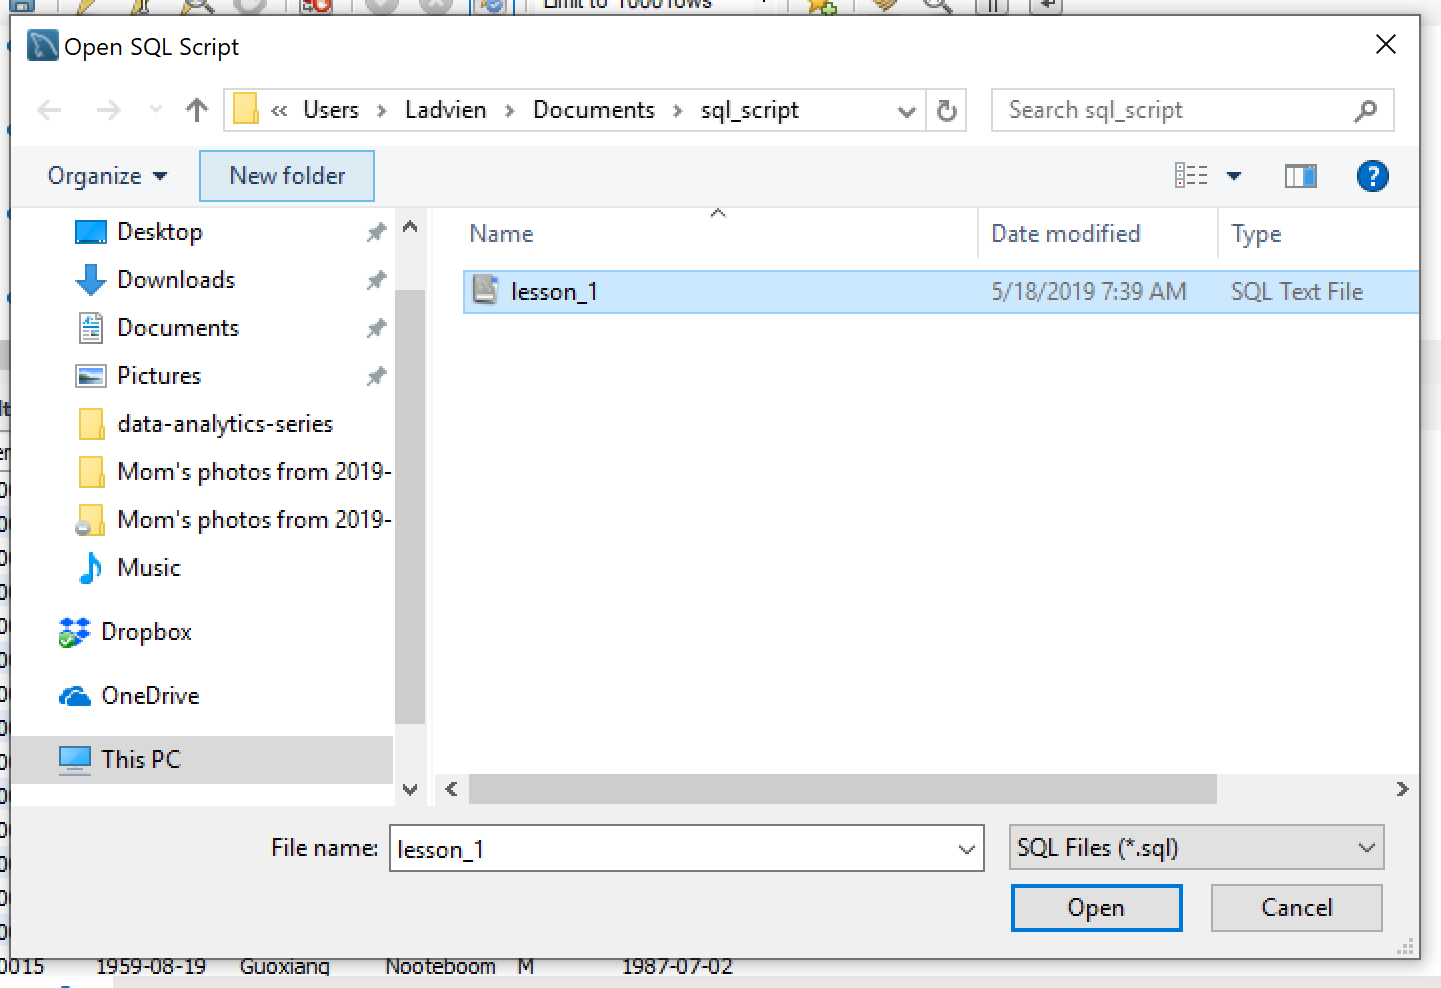 Limit to 1000 rows
Open SQL Script
« Users > Ladvien > Documents > sql_script
Search sql_script
Organize
New folder
?
Desktop
Downloads
Documents
Pictures
data-analytics-series
Mom's photos from 2019-
Mom's photos from 2019-
Music
Dropbox
OneDrive
This PC
Name Date modified Type
lesson_1 5/18/2019 7:39 AM SQL Text File
File name: lesson_1 SQL Files (*.sql)
Open Cancel
0015 1959-08-19 Guoxiang Nooteboom M 1987-07-02